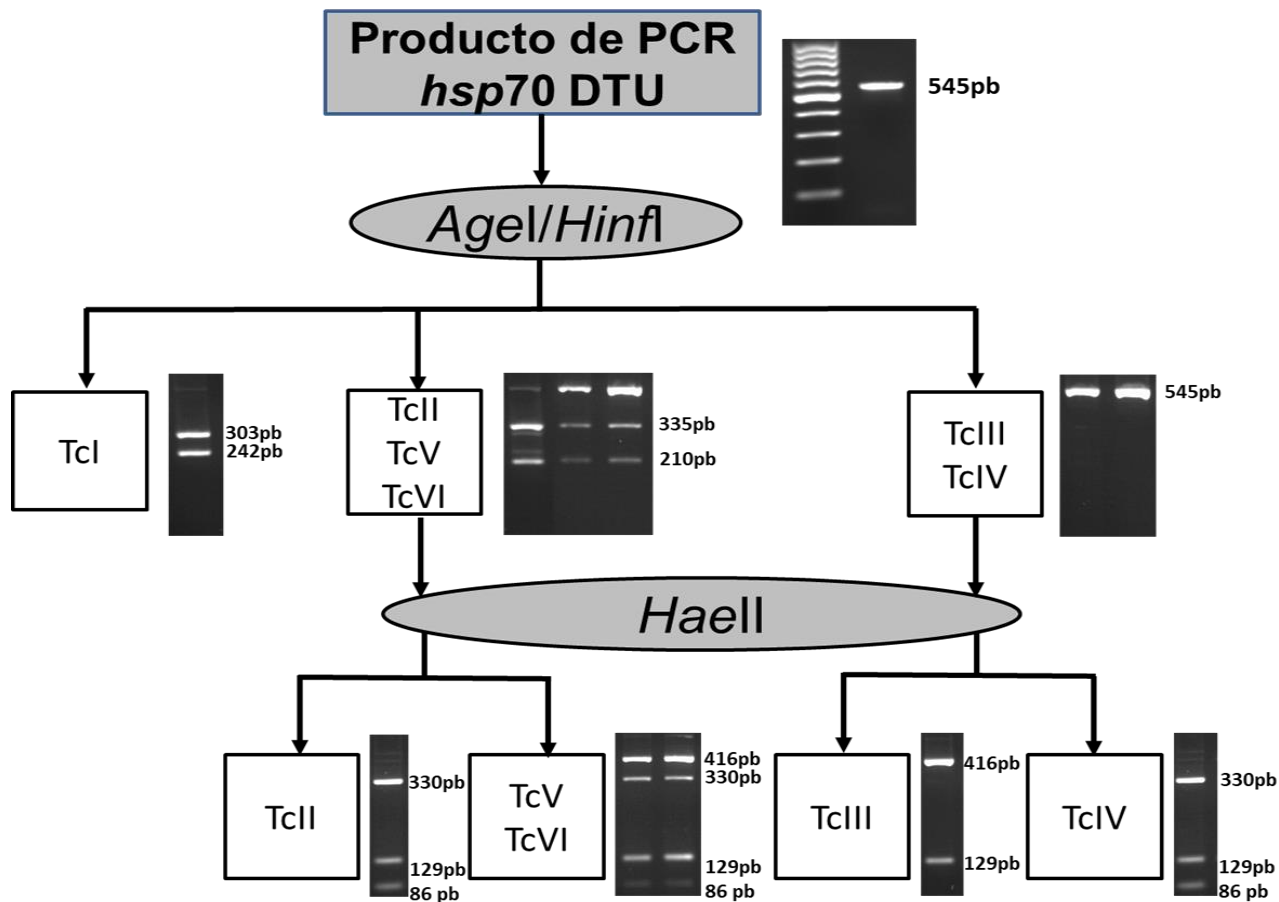 Producto de PCR
hsp70 DTU
545pb
AgeI/HinfI
TcI
303pb
242pb
TcII
TcV
TcVI
335pb
210pb
TcIII
TcIV
545pb
HaeII
TcII
330pb
129pb
86 pb
TcV
TcVI
416pb
330pb
129pb
86 pb
TcIII
416pb
129pb
TcIV
330pb
129pb
86 pb